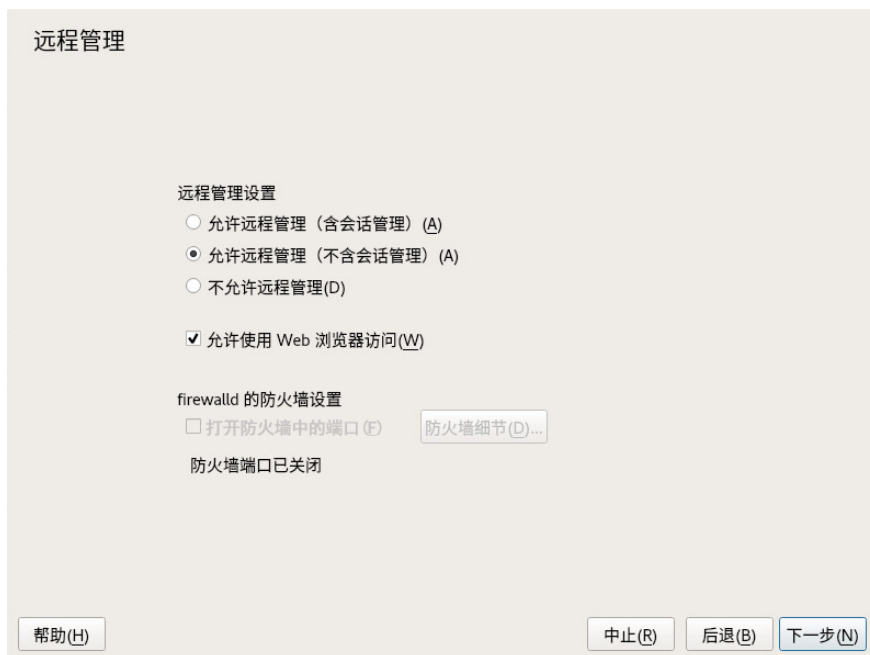 远程管理
远程管理设置
允许远程管理（含会话管理）(A)
允许远程管理（不含会话管理）(A)
不允许远程管理(D)
允许使用 Web 浏览器访问(W)
firewalld 的防火墙设置
打开防火墙中的端口(F) 防火墙细节(D)...
防火墙端口已关闭
帮助(H) 中止(R) 后退(B) 下一步(N)